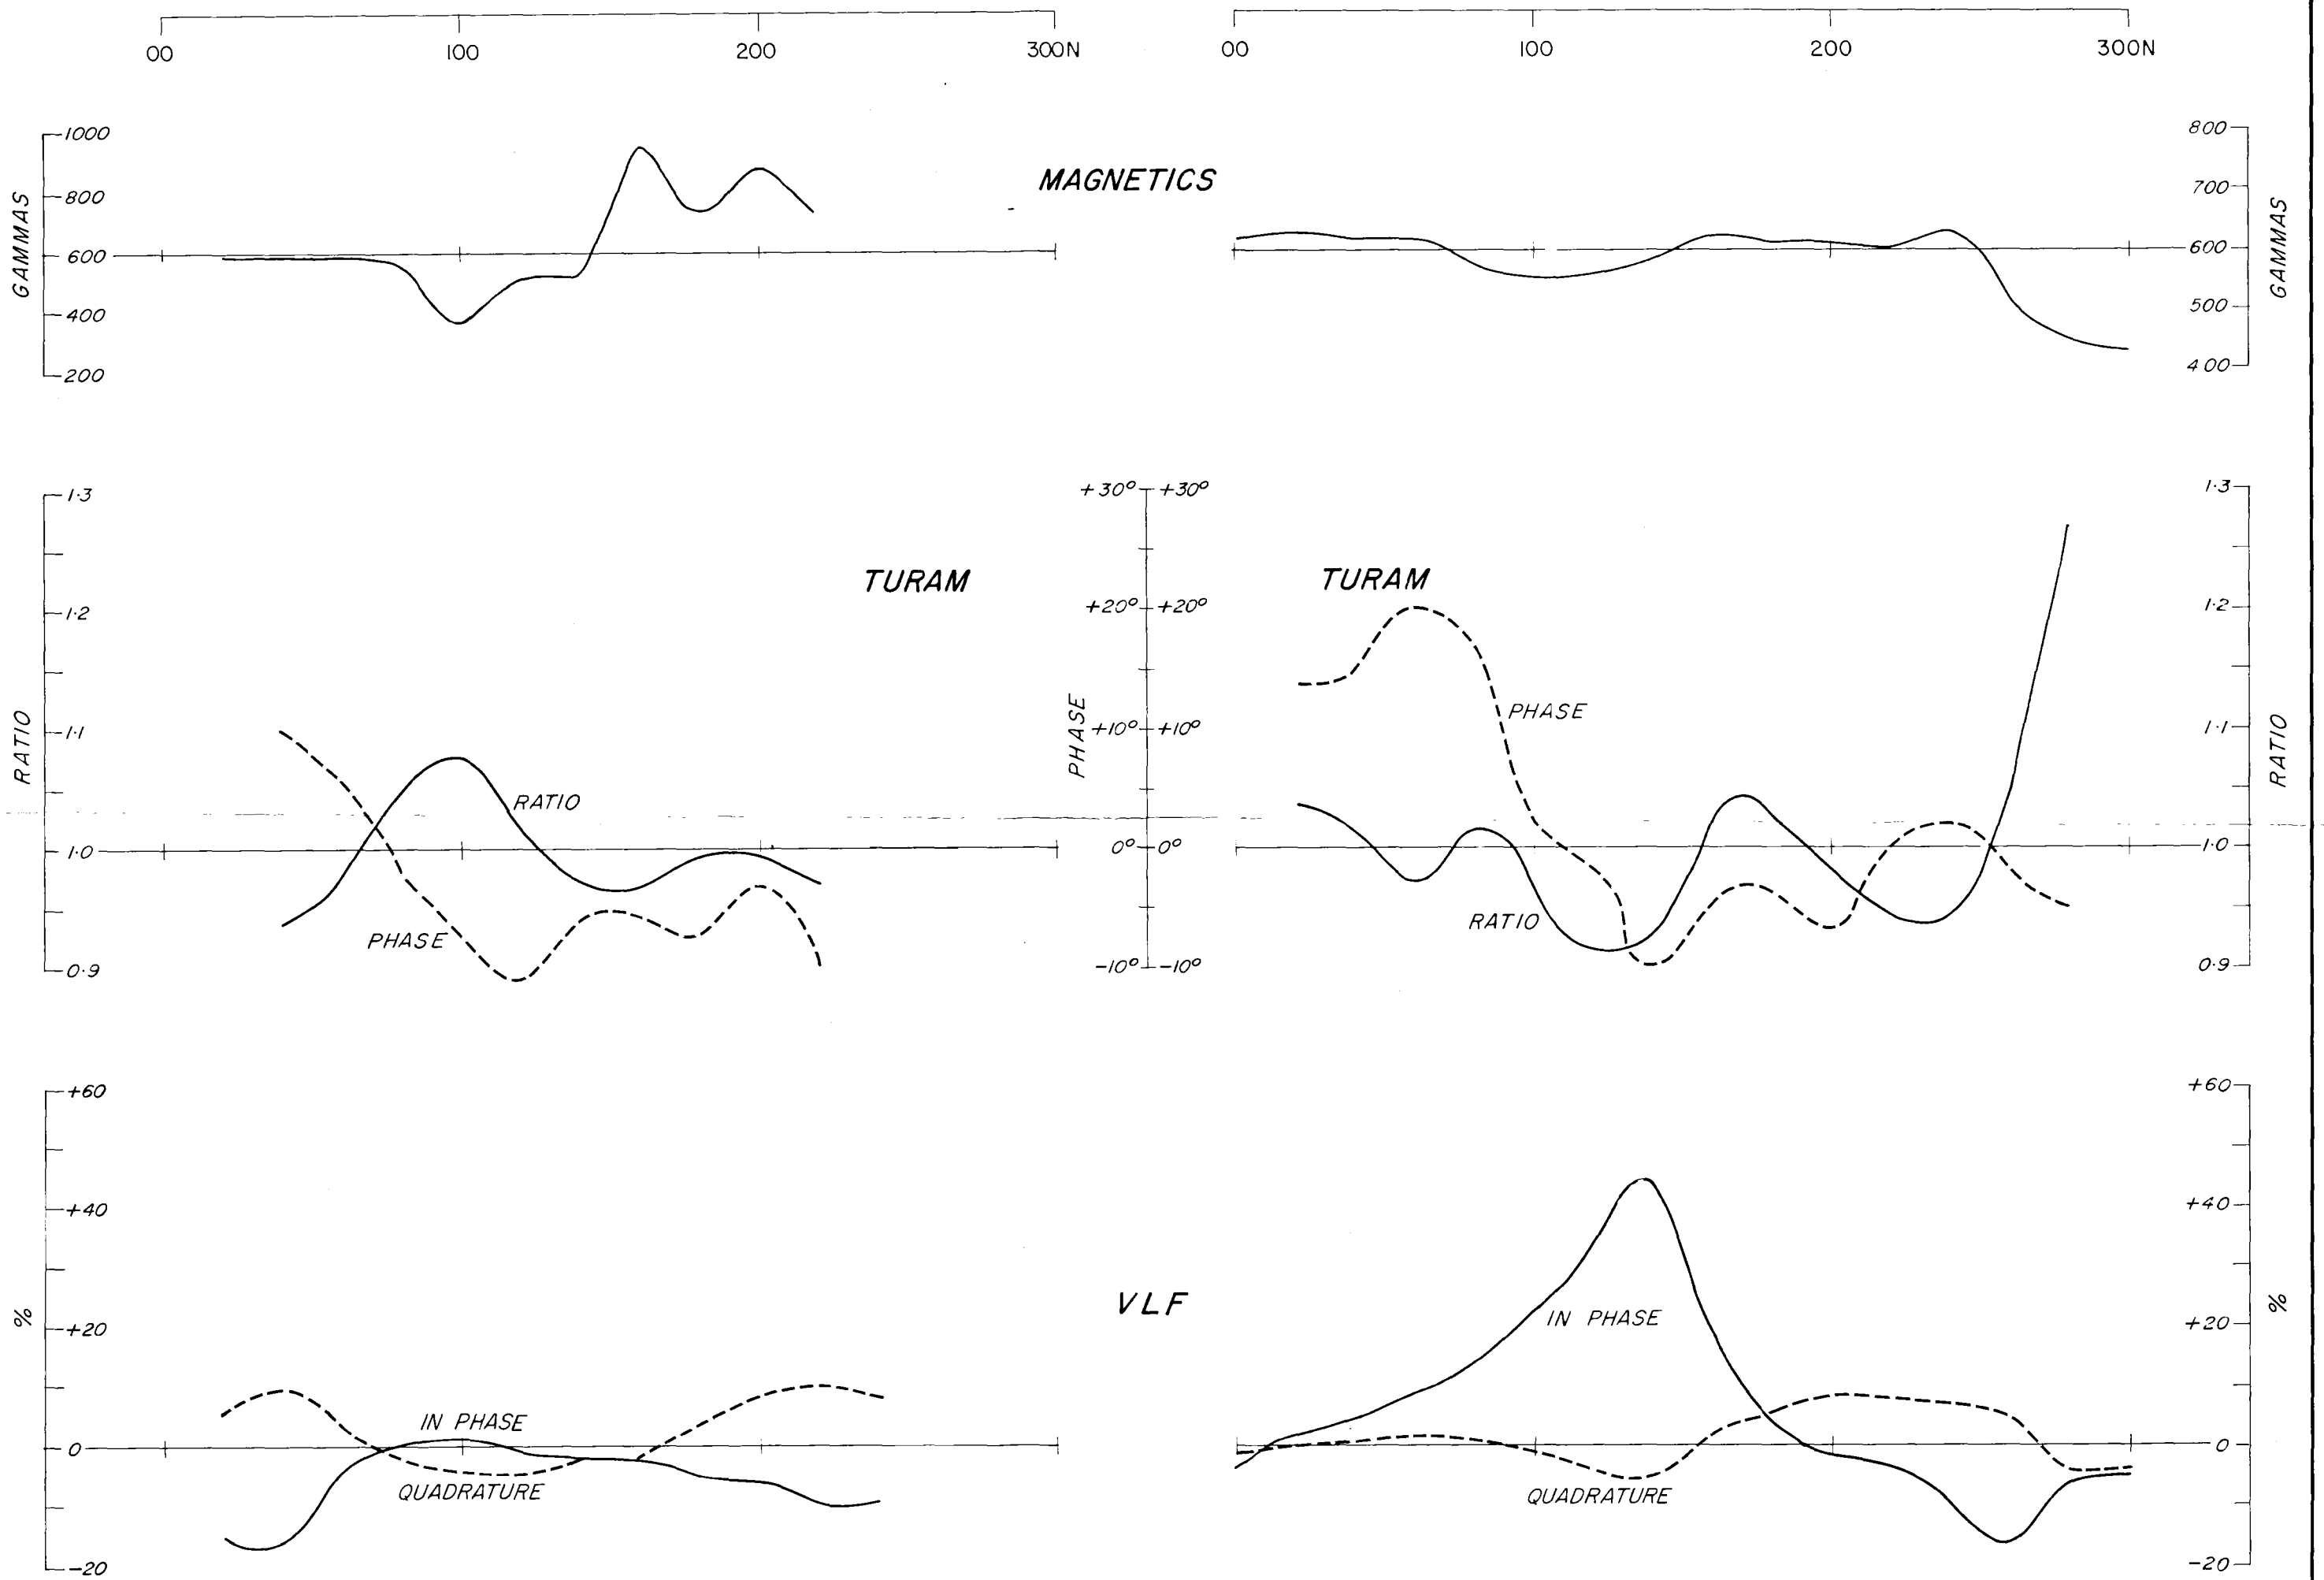 00 100 200 300N
00 100 200 300N
MAGNETICS
GAMMAS
1000
800
600
400
200
800
700
600
500
400
GAMMAS
TURAM
RATIO
1·3
1·2
1·1
1·0
0·9
RATIO
PHASE
PHASE
+30° +30°
+20° +20°
+10° +10°
0° 0°
-10° -10°
TURAM
PHASE
RATIO
1·3
1·2
1·1
1·0
0·9
RATIO
VLF
%
+60
+40
+20
0
-20
IN PHASE
QUADRATURE
IN PHASE
QUADRATURE
+60
+40
+20
0
-20
%